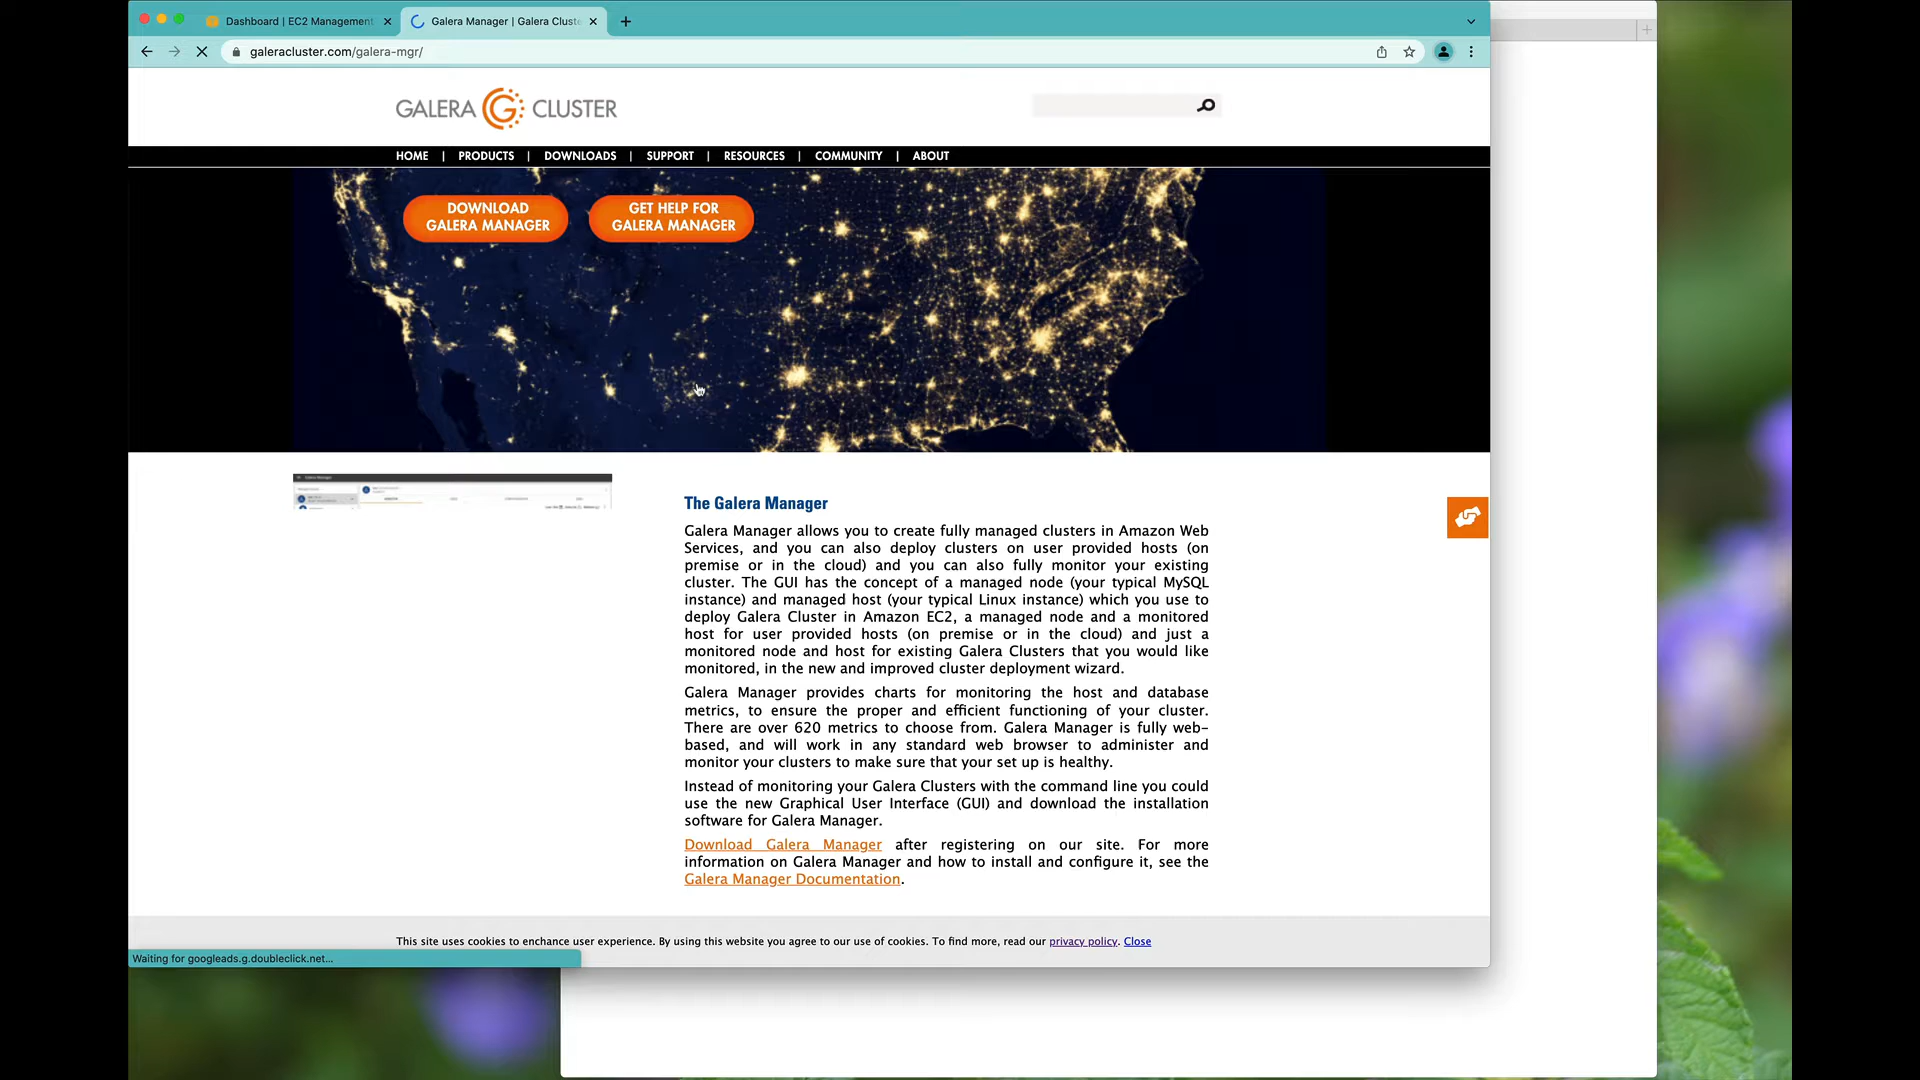 Dashboard | EC2 Management
Galera Manager | Galera Cluste
galeracluster.com/galera-mgr/
GALERA CLUSTER
HOME | PRODUCTS | DOWNLOADS | SUPPORT | RESOURCES | COMMUNITY | ABOUT
DOWNLOAD
GALERA MANAGER
GET HELP FOR
GALERA MANAGER
The Galera Manager
Galera Manager allows you to create fully managed clusters in Amazon Web
Services, and you can also deploy clusters on user provided hosts (on
premise or in the cloud) and you can also fully monitor your existing
cluster. The GUI has the concept of a managed node (your typical MySQL
instance) and managed host (your typical Linux instance) which you use to
deploy Galera Cluster in Amazon EC2, a managed node and a monitored
host for user provided hosts (on premise or in the cloud) and just a
monitored node and host for existing Galera Clusters that you would like
monitored, in the new and improved cluster deployment wizard.
Galera Manager provides charts for monitoring the host and database
metrics, to ensure the proper and efficient functioning of your cluster.
There are over 620 metrics to choose from. Galera Manager is fully web-
based, and will work in any standard web browser to administer and
monitor your clusters to make sure that your set up is healthy.
Instead of monitoring your Galera Clusters with the command line you could
use the new Graphical User Interface (GUI) and download the installation
software for Galera Manager.
Download Galera Manager after registering on our site. For more
information on Galera Manager and how to install and configure it, see the
Galera Manager Documentation.
This site uses cookies to enchance user experience. By using this website you agree to our use of cookies. To find more, read our privacy policy. Close
Waiting for googleads.g.doubleclick.net...